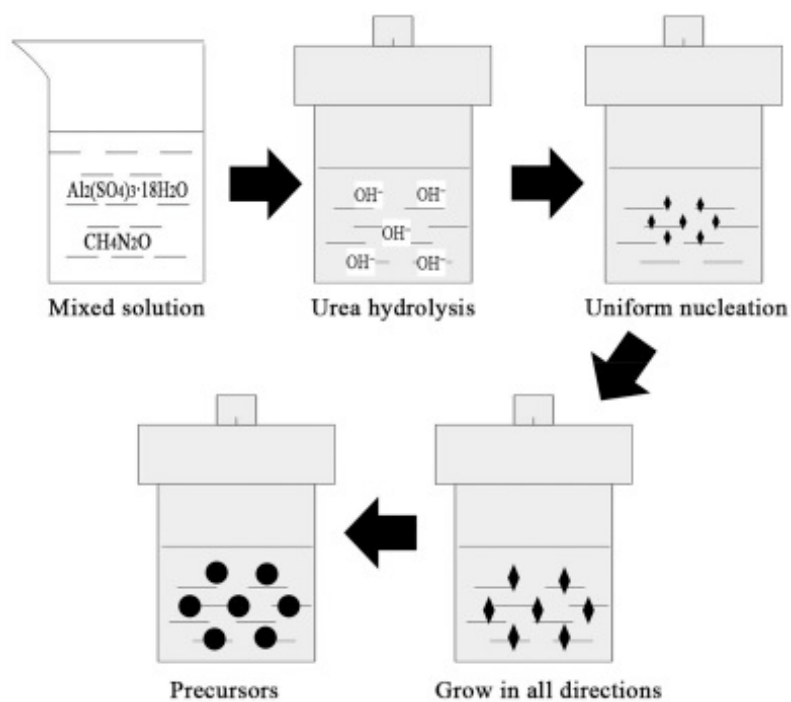 Al2(SO4)3·18H2O
CH4N2O
Mixed solution
OH⁻ OH⁻
OH⁻
OH⁻ OH⁻
Urea hydrolysis
Uniform nucleation
Precursors
Grow in all directions